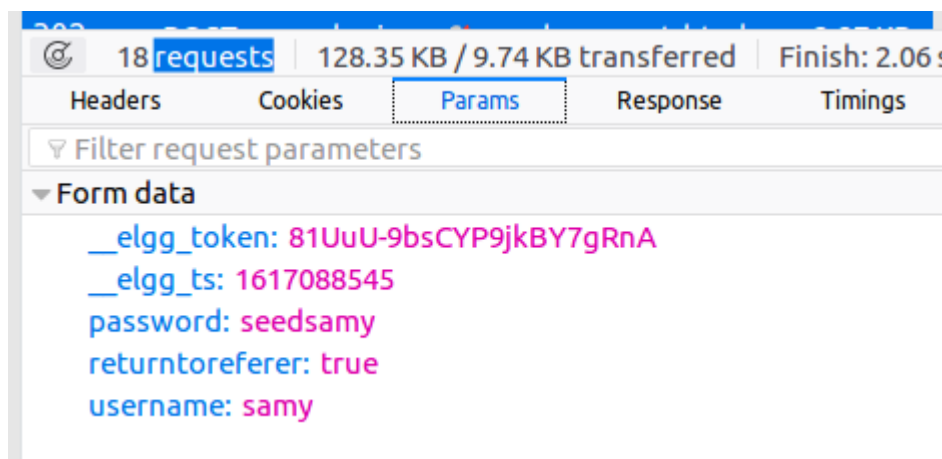 18 requests 128.35 KB / 9.74 KB transferred Finish: 2.06 s
Headers Cookies Params Response Timings
Filter request parameters
Form data
__elgg_token: 81UuU-9bsCYP9jkBY7gRnA
__elgg_ts: 1617088545
password: seedsamy
returntoreferer: true
username: samy